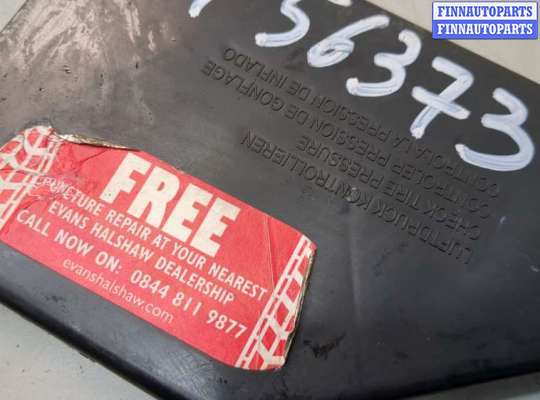 FINNAUTOPARTS
FINNAUTOPARTS
56373
LUFTDRUCK KONTROLLIEREN
CHECK TIRE PRESSURE
CONTROLEP PRESSION DE GONFLAGE
CONTROLA LA PRESSION DE INFLADO
FREE
PUNCTURE REPAIR AT YOUR NEAREST
EVANS HALSHAW DEALERSHIP
CALL NOW ON: 0844 811 9877
evanshalshaw.com